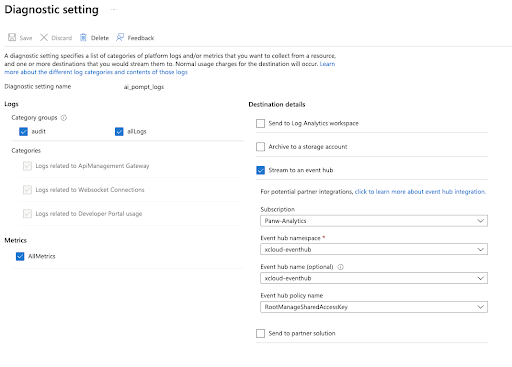 Diagnostic setting ...
Save Discard Delete Feedback
A diagnostic setting specifies a list of categories of platform logs and/or metrics that you want to collect from a resource,
and one or more destinations that you would stream them to. Normal usage charges for the destination will occur. Learn
more about the different log categories and contents of those logs
Diagnostic setting name ai_pompt_logs
Logs
Category groups
audit allLogs
Categories
Logs related to ApiManagement Gateway
Logs related to Websocket Connections
Logs related to Developer Portal usage
Metrics
AllMetrics
Destination details
Send to Log Analytics workspace
Archive to a storage account
Stream to an event hub
For potential partner integrations, click to learn more about event hub integration.
Subscription
Panw-Analytics
Event hub namespace *
xcloud-eventhub
Event hub name (optional)
xcloud-eventhub
Event hub policy name
RootManageSharedAccessKey
Send to partner solution